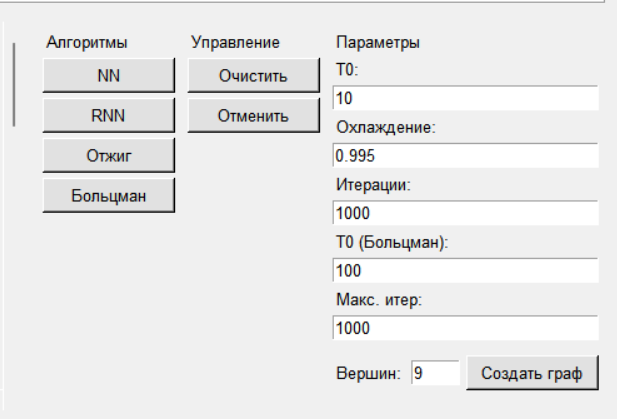 Алгоритмы
NN
RNN
Отжиг
Больцман
Управление
Очистить
Отменить
Параметры
T0:
10
Охлаждение:
0.995
Итерации:
1000
T0 (Больцман):
100
Макс. итер:
1000
Вершин: 9 Создать граф